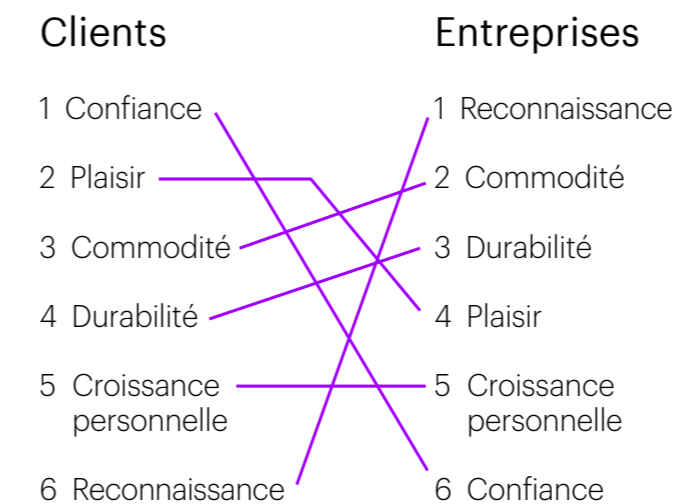 Clients
1 Confiance
2 Plaisir
3 Commodité
4 Durabilité
5 Croissance
personnelle
6 Reconnaissance
Entreprises
1 Reconnaissance
2 Commodité
3 Durabilité
4 Plaisir
5 Croissance
personnelle
6 Confiance